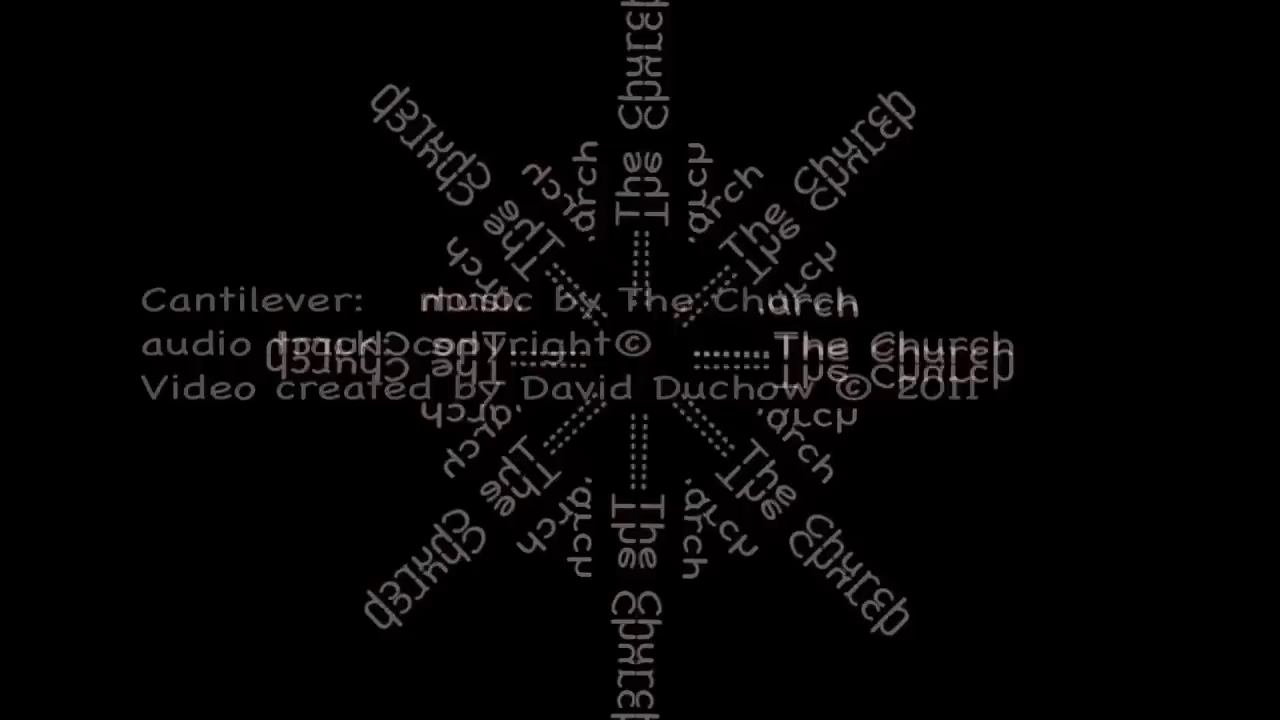 Cantilever: music by The Church
audio track: copyright© The Church
Video created by David Duchow © 2011